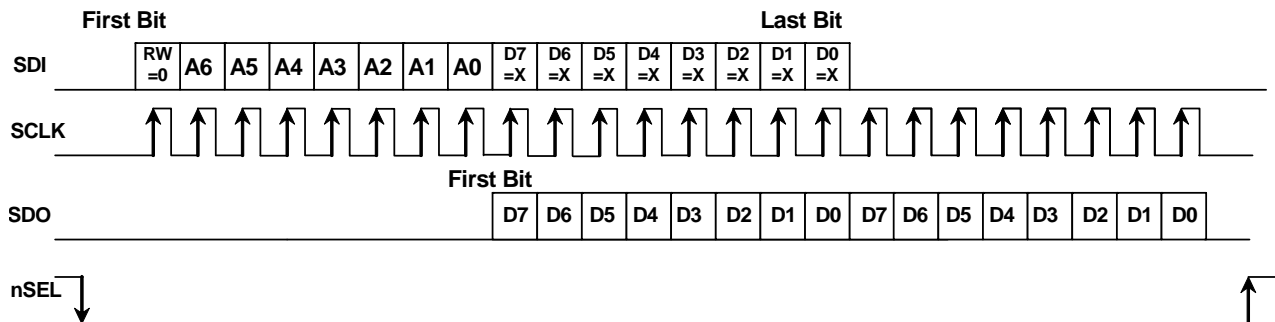 First Bit Last Bit
SDI RW =0 A6 A5 A4 A3 A2 A1 A0 D7 =X D6 =X D5 =X D4 =X D3 =X D2 =X D1 =X D0 =X
SCLK
First Bit
SDO D7 D6 D5 D4 D3 D2 D1 D0 D7 D6 D5 D4 D3 D2 D1 D0
nSEL